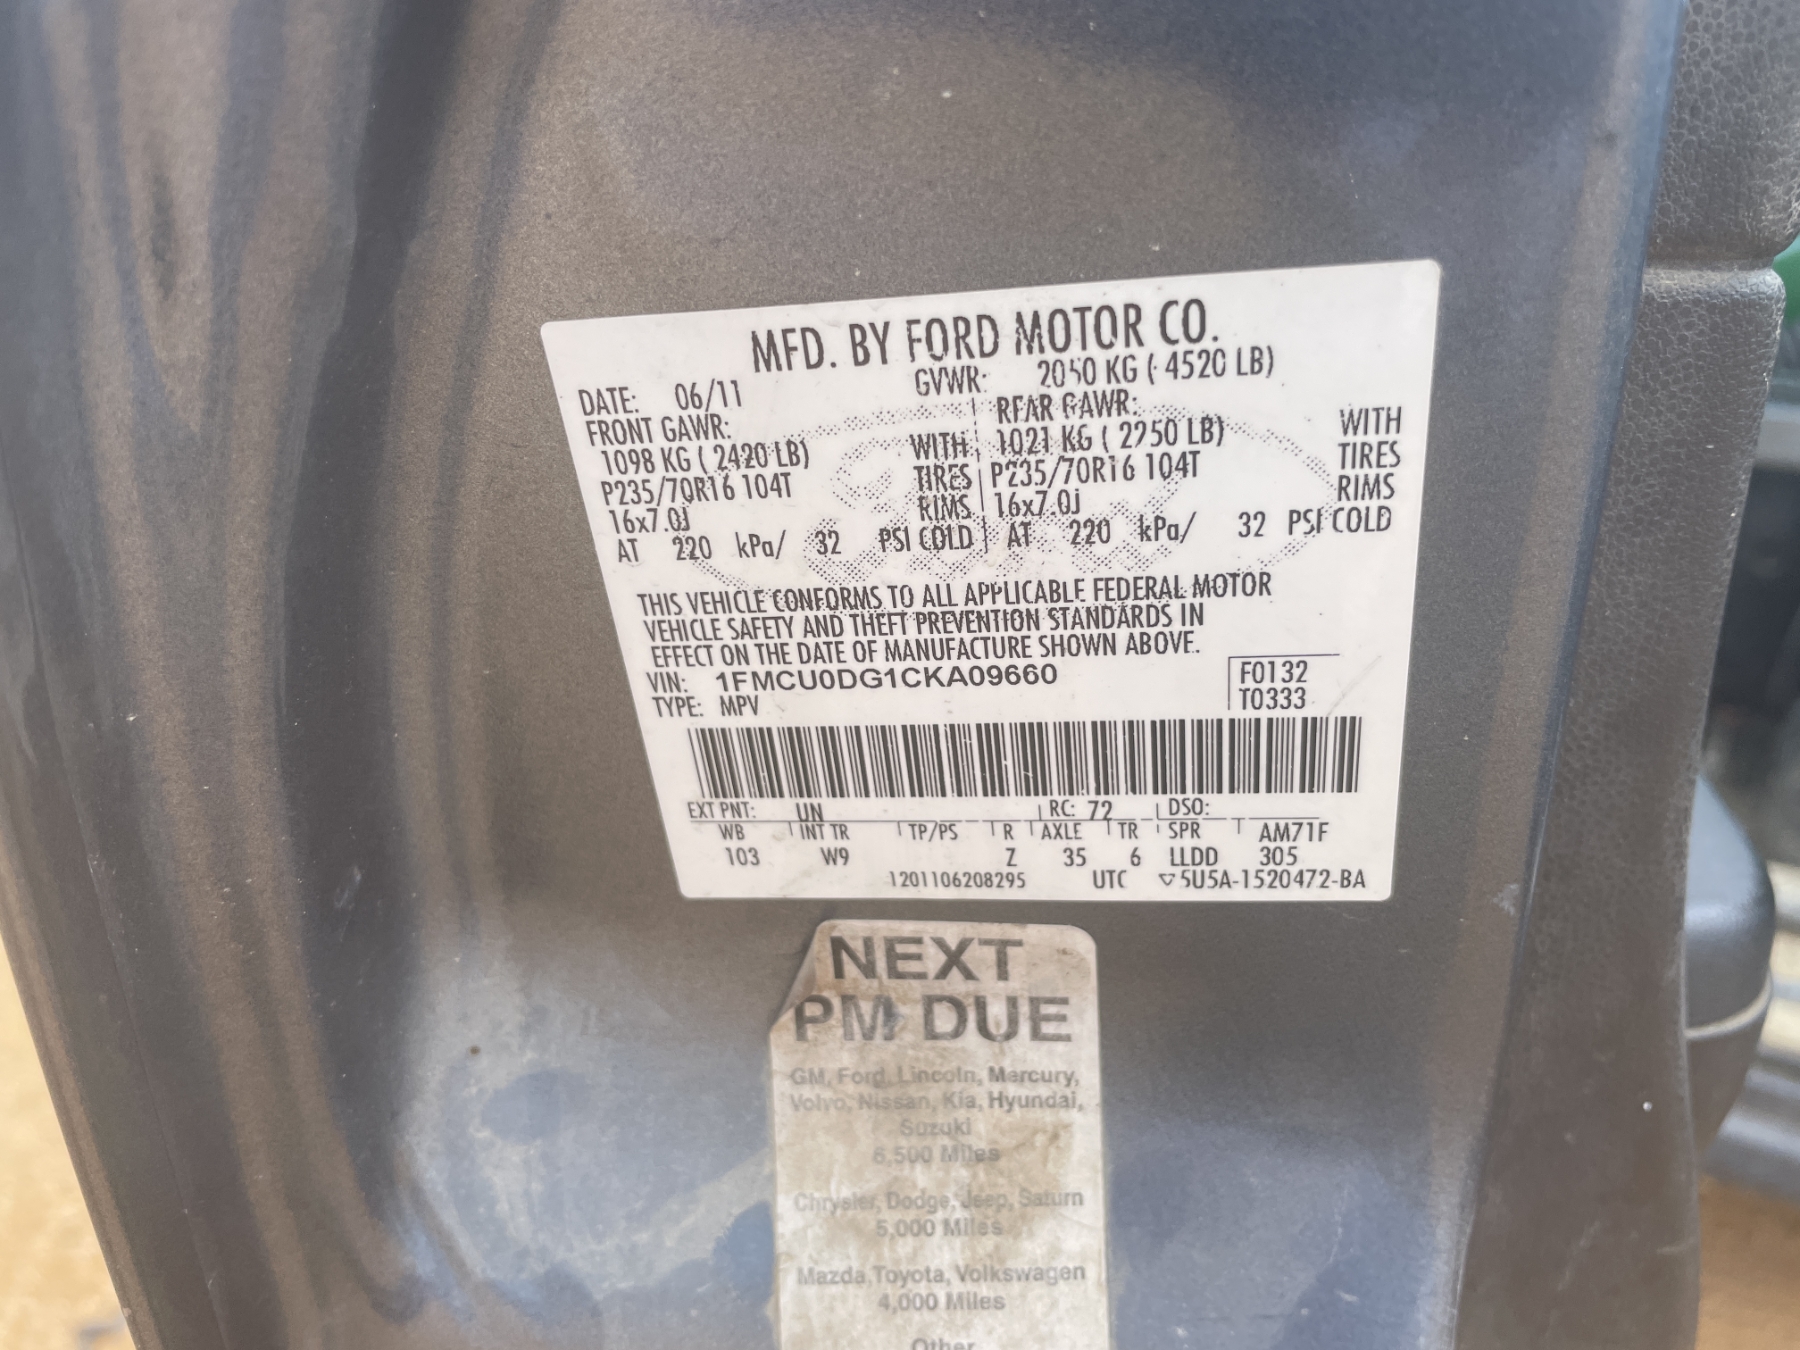 MFD. BY FORD MOTOR CO.
DATE: 06/11 GVWR: 2050 KG ( 4520 LB)
FRONT GAWR: REAR GAWR:
1098 KG ( 2420 LB) WITH 1021 KG ( 2250 LB) WITH
P235/70R16 104T TIRES P235/70R16 104T TIRES
16x7.0J RIMS 16x7.0J RIMS
AT 220 kPa/ 32 PSI COLD AT 220 kPa/ 32 PSI COLD
THIS VEHICLE CONFORMS TO ALL APPLICABLE FEDERAL MOTOR
VEHICLE SAFETY AND THEFT PREVENTION STANDARDS IN
EFFECT ON THE DATE OF MANUFACTURE SHOWN ABOVE.
VIN: 1FMCU0DG1CKA09660 F0132
TYPE: MPV T0333
EXT PNT: UN RC: 72 DSO:
WB INT TR TP/PS R AXLE TR SPR AM71F
103 W9 Z 35 6 LLDD 305
1201106208295 UTC ▽5U5A-1520472-BA
NEXT
PM DUE
GM, Ford, Lincoln, Mercury,
Volvo, Nissan, Kia, Hyundai,
Suzuki
6,500 Miles
Chrysler, Dodge, Jeep, Saturn
5,000 Miles
Mazda, Toyota, Volkswagen
4,000 Miles
Other